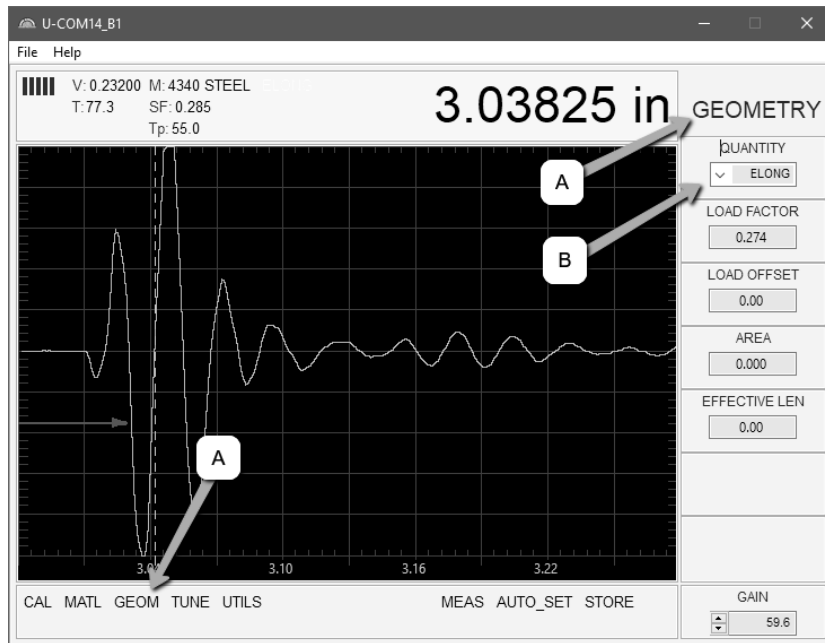 U-COM14_B1
File Help
V: 0.23200 M: 4340 STEEL
T: 77.3 SF: 0.285
Tp: 55.0
3.03825 in
GEOMETRY
QUANTITY
ELONG
LOAD FACTOR
0.274
LOAD OFFSET
0.00
AREA
0.000
EFFECTIVE LEN
0.00
A
B
A
3.10 3.16 3.22
CAL MATL GEOM TUNE UTILS MEAS AUTO_SET STORE
GAIN
59.6